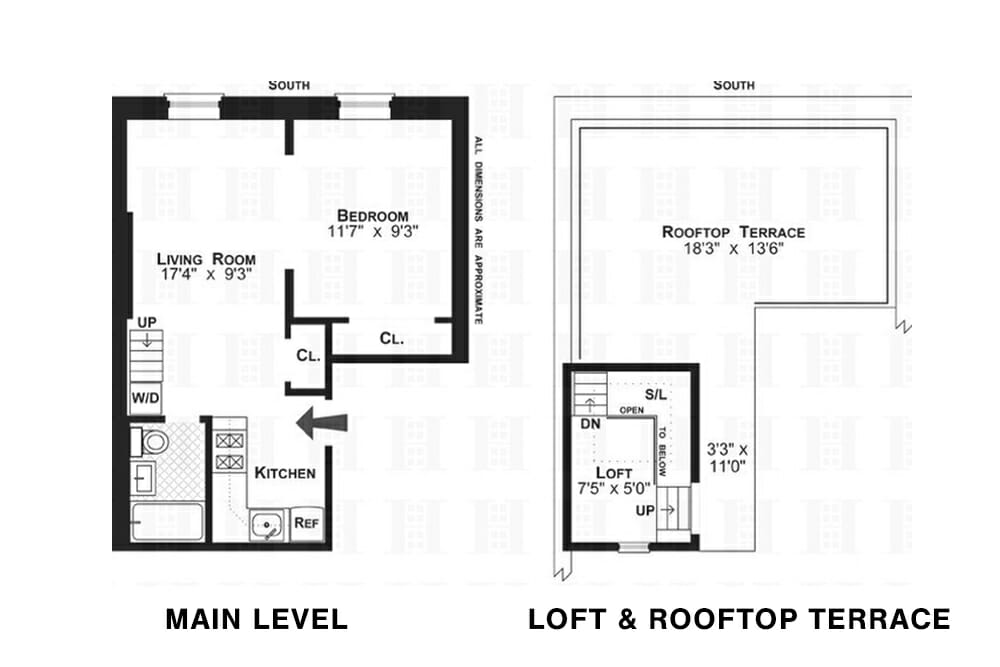 SOUTH
ALL DIMENSIONS ARE APPROXIMATE
BEDROOM
11'7" X 9'3"
LIVING ROOM
17'4" X 9'3"
UP
CL.
CL.
W/D
KITCHEN
REF
MAIN LEVEL
SOUTH
ROOFTOP TERRACE
18'3" X 13'6"
S/L
OPEN
TO BELOW
DN
LOFT
7'5" X 5'0"
UP
3'3" X
11'0"
LOFT & ROOFTOP TERRACE